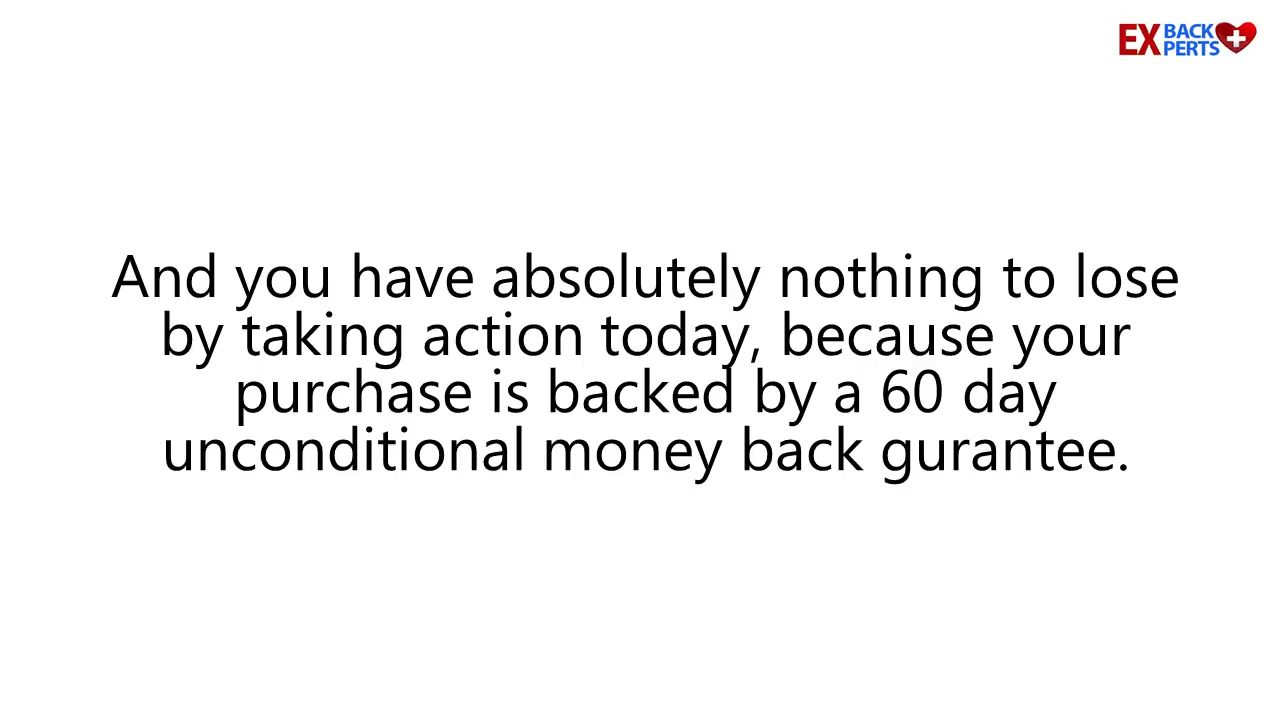 EX BACK
PERTS
And you have absolutely nothing to lose
by taking action today, because your
purchase is backed by a 60 day
unconditional money back gurantee.